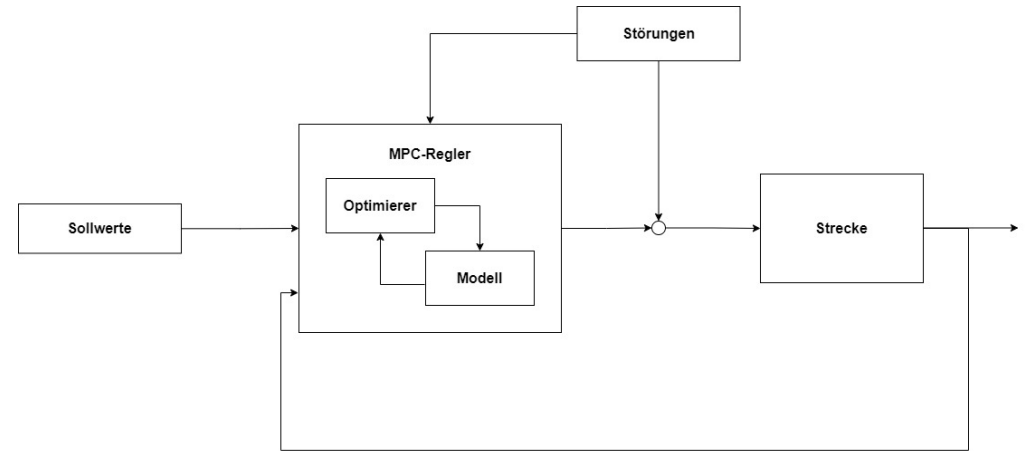 Störungen
MPC-Regler
Optimierer
Sollwerte
Strecke
Modell